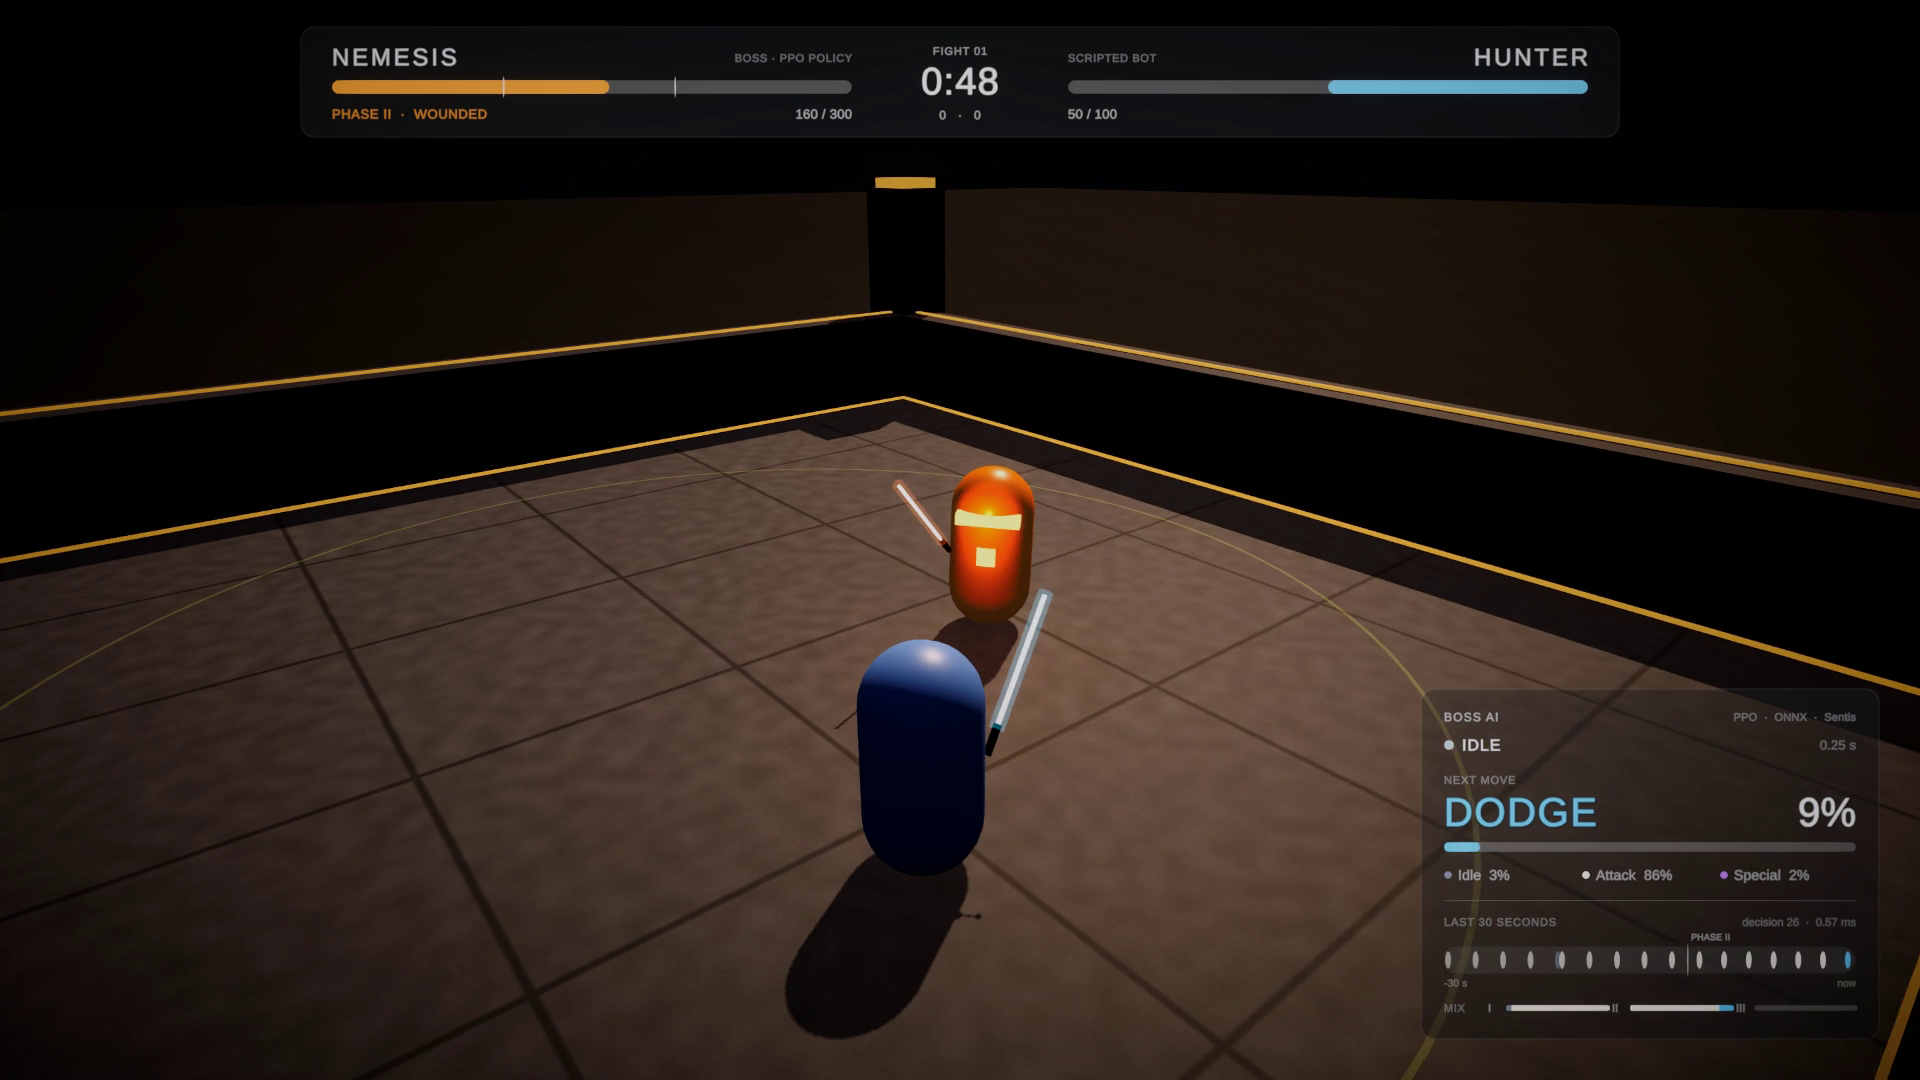 NEMESIS
BOSS · PPO POLICY
PHASE II · WOUNDED
160 / 300
FIGHT 01
0:48
0 · 0
SCRIPTED BOT
HUNTER
50 / 100
BOSS AI
PPO · ONNX · Sentis
IDLE
0.25 s
NEXT MOVE
DODGE
9%
Idle 3%
Attack 86%
Special 2%
LAST 30 SECONDS
decision 26 · 0.57 ms
PHASE II
-30 s
now
MIX I II III